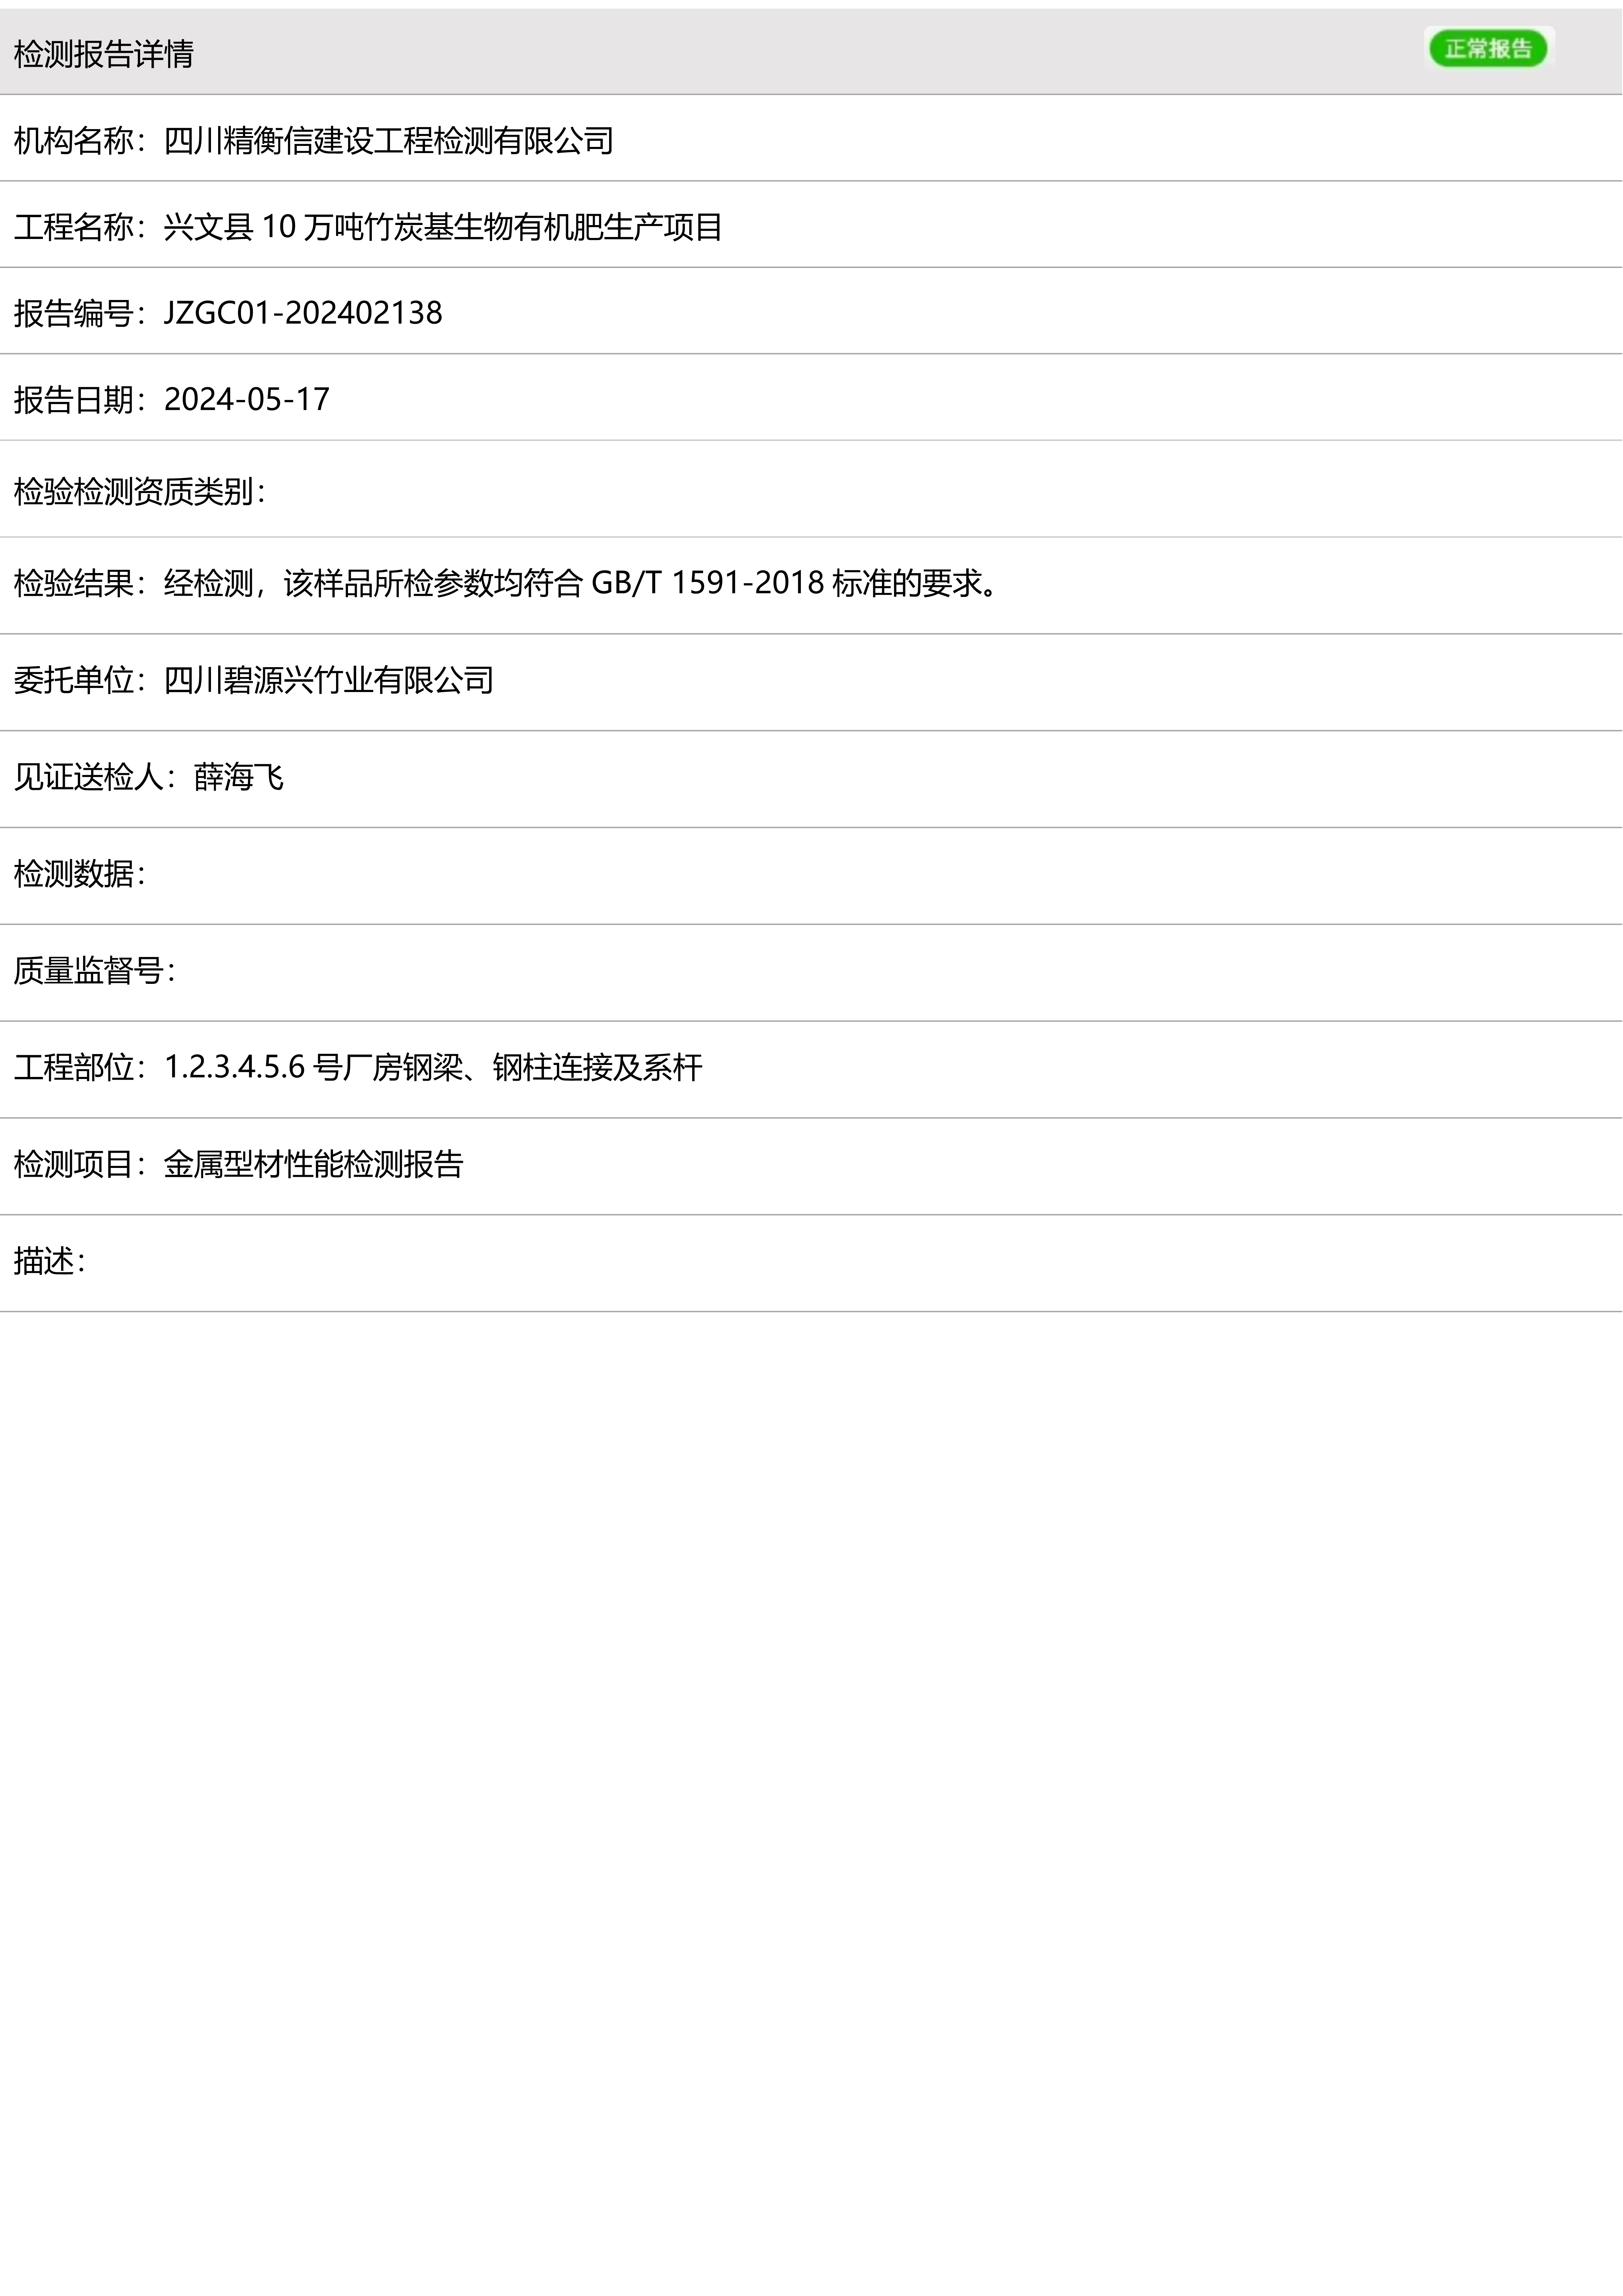 检测报告详情
正常报告
机构名称：四川精衡信建设工程检测有限公司
工程名称：兴文县 10 万吨竹炭基生物有机肥生产项目
报告编号：JZGC01-202402138
报告日期：2024-05-17
检验检测资质类别：
检验结果：经检测，该样品所检参数均符合 GB/T 1591-2018 标准的要求。
委托单位：四川碧源兴竹业有限公司
见证送检人：薛海飞
检测数据：
质量监督号：
工程部位：1.2.3.4.5.6 号厂房钢梁、钢柱连接及系杆
检测项目：金属型材性能检测报告
描述：